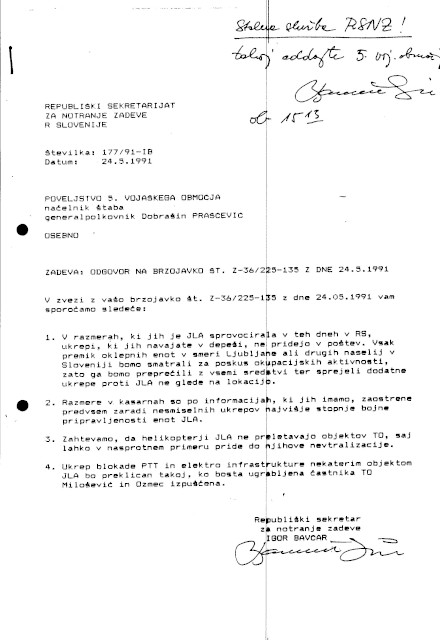 Stalna služba RSNZ!
takoj oddajte 5. voj. območ
ob 15 13
REPUBLIŠKI SEKRETARIJAT
ZA NOTRANJE ZADEVE
R SLOVENIJE
Številka: 177/91-IB
Datum: 24.5.1991
POVELJSTVO 5. VOJAŠKEGA OBMOČJA
načelnik štaba
generalpolkovnik Dobrašin PRAŠČEVIĆ
OSEBNO
ZADEVA: ODGOVOR NA BRZOJAVKO ŠT. Z-36/225-135 Z DNE 24.5.1991
V zvezi z vašo brzojavko št. Z-36/225-135 z dne 24.05.1991 vam
sporočamo sledeče:
1. V razmerah, ki jih je JLA sprovocirala v teh dneh v RS,
ukrepi, ki jih navajate v depeši, ne pridejo v poštev. Vsak
premik oklepnih enot v smeri Ljubljane ali drugih naselij v
Sloveniji bomo smatrali za poskus okupacijskih aktivnosti,
zato ga bomo preprečili z vsemi sredstvi ter sprejeli dodatne
ukrepe proti JLA ne glede na lokacijo.
2. Razmere v kasarnah so po informacijah, ki jih imamo, zaostrene
predvsem zaradi nesmiselnih ukrepov najvišje stopnje bojne
pripravljenosti enot JLA.
3. Zahtevamo, da helikopterji JLA ne preletavajo objektov TO, saj
lahko v nasprotnem primeru pride do njihove nevtralizacije.
4. Ukrep blokade PTT in elektro infrastrukture nekaterim objektom
JLA bo preklican takoj, ko bosta ugrabljena častnika TO
Miloševič in Ozmec izpuščena.
Republiški sekretar
za notranje zadeve
IGOR BAVČAR